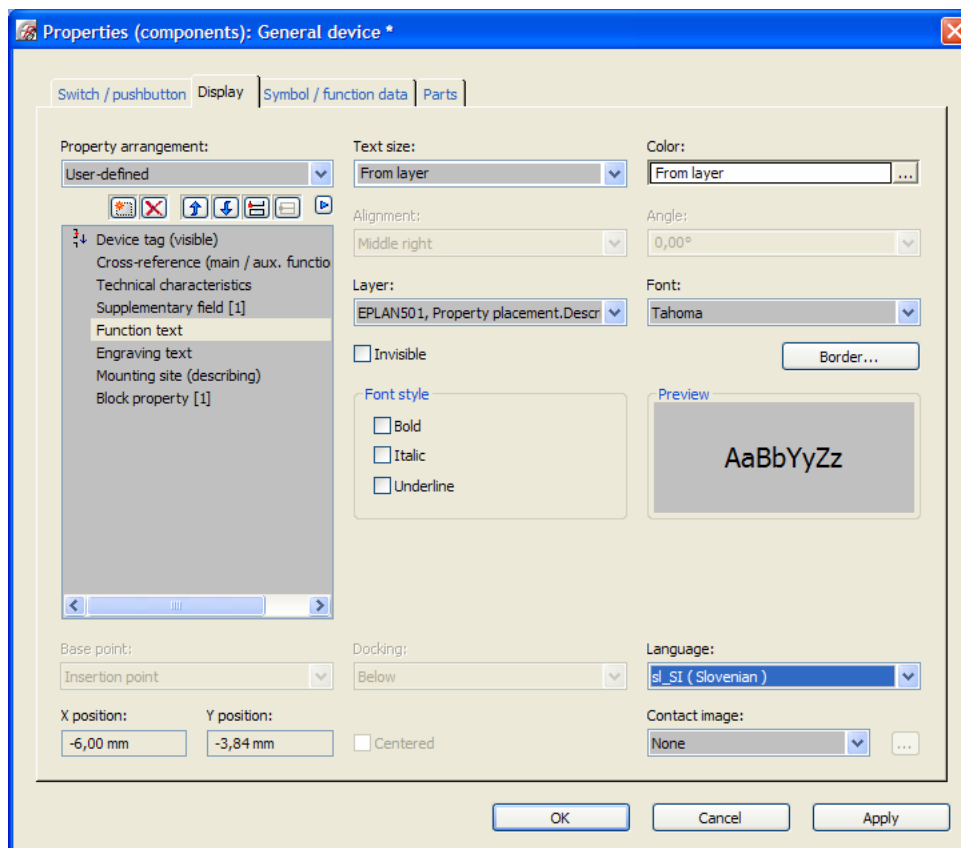 Properties (components): General device *
Switch / pushbutton Display Symbol / function data Parts
Property arrangement: Text size: Color:
User-defined From layer From layer ...
Alignment: Angle:
Middle right 0,00°
Device tag (visible)
Cross-reference (main / aux. functio
Technical characteristics Layer: Font:
Supplementary field [1] EPLAN501, Property placement.Descr Tahoma
Function text
Engraving text Invisible Border...
Mounting site (describing)
Block property [1] Font style Preview
Bold
Italic AaBbYyZz
Underline
Base point: Docking: Language:
Insertion point Below sl_SI ( Slovenian )
X position: Y position: Contact image:
-6,00 mm -3,84 mm Centered None ...
OK Cancel Apply